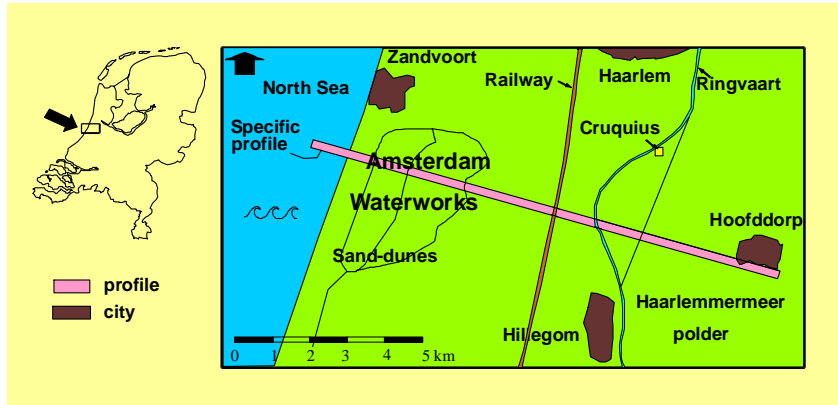 Zandvoort
North Sea
Railway
Haarlem
Ringvaart
Specific
profile
Cruquius
Amsterdam
Waterworks
Hoofddorp
Sand-dunes
profile
city
Haarlemmermeer
polder
Hillegom
0 1 2 3 4 5 km